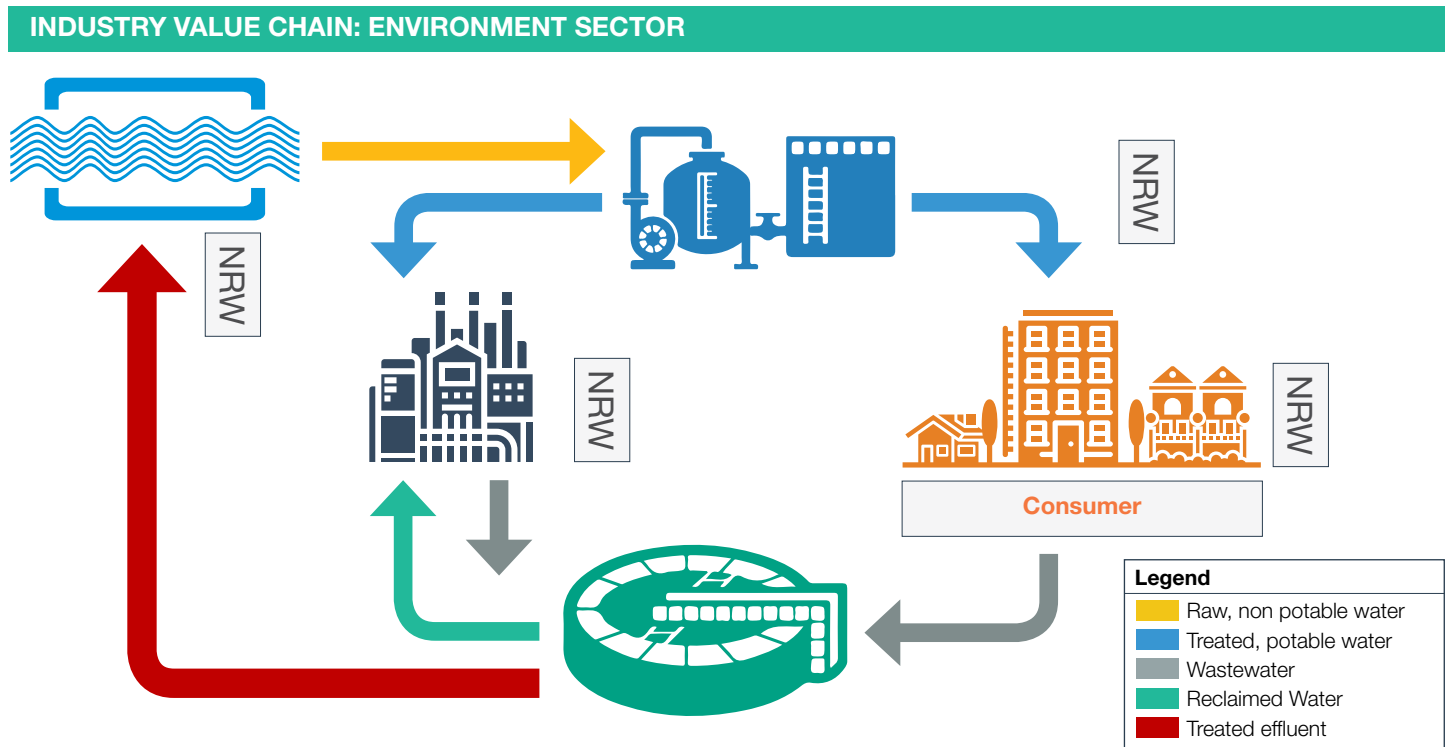 INDUSTRY VALUE CHAIN: ENVIRONMENT SECTOR
NRW
NRW
NRW
NRW
Consumer
Legend
Raw, non potable water
Treated, potable water
Wastewater
Reclaimed Water
Treated effluent